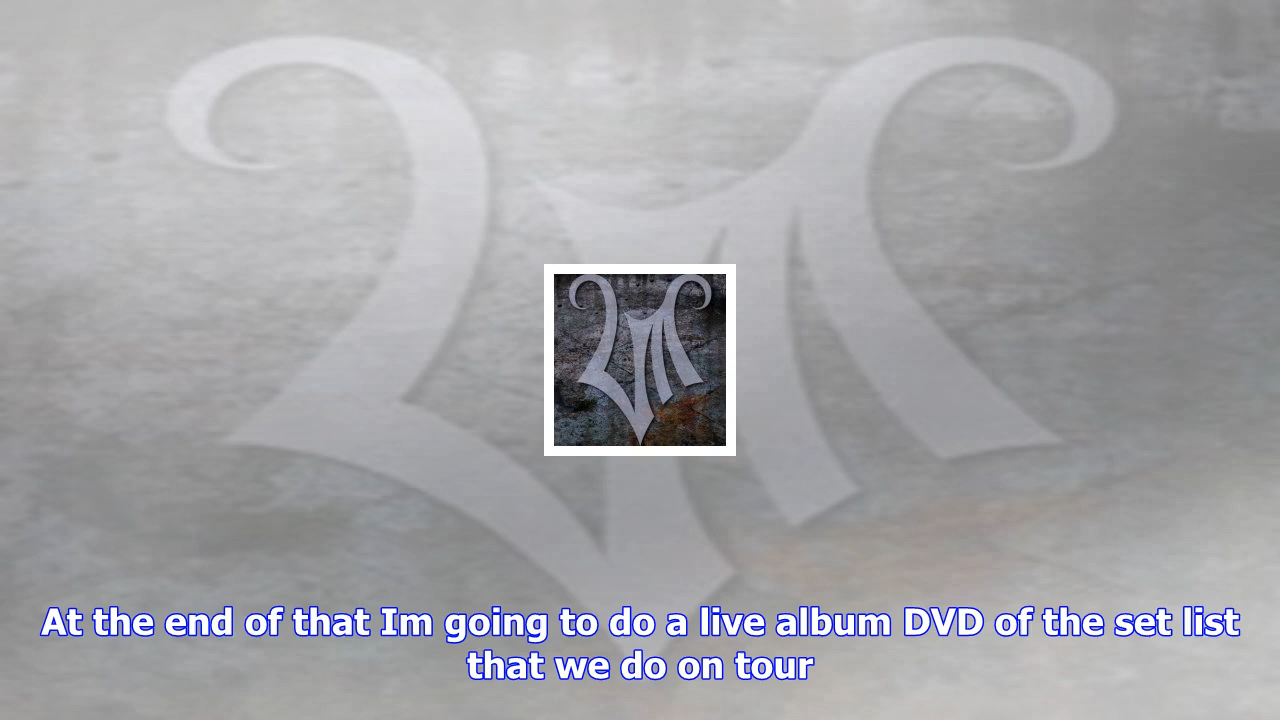 At the end of that Im going to do a live album DVD of the set list
that we do on tour